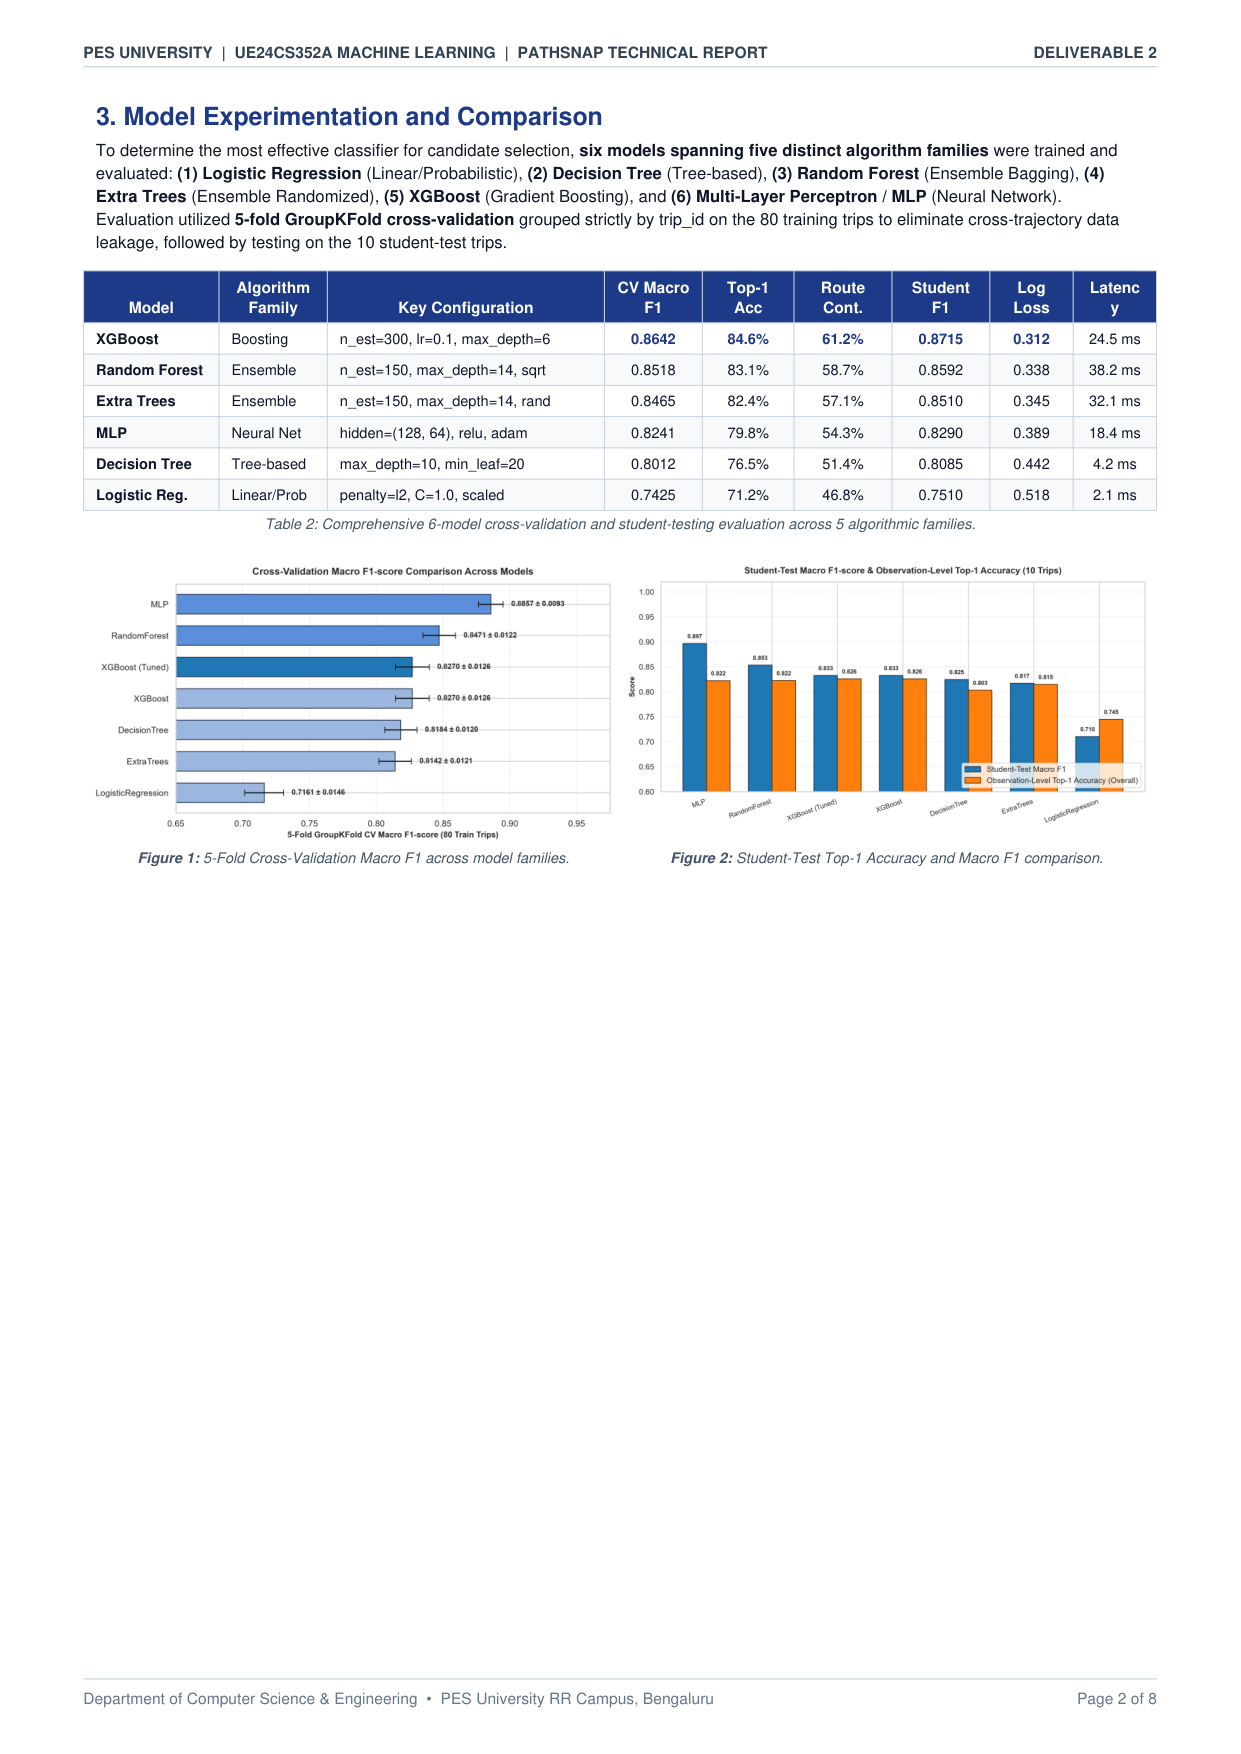 PES UNIVERSITY | UE24CS352A MACHINE LEARNING | PATHSNAP TECHNICAL REPORT DELIVERABLE 2
3. Model Experimentation and Comparison
To determine the most effective classifier for candidate selection, six models spanning five distinct algorithm families were trained and
evaluated: (1) Logistic Regression (Linear/Probabilistic), (2) Decision Tree (Tree-based), (3) Random Forest (Ensemble Bagging), (4)
Extra Trees (Ensemble Randomized), (5) XGBoost (Gradient Boosting), and (6) Multi-Layer Perceptron / MLP (Neural Network).
Evaluation utilized 5-fold GroupKFold cross-validation grouped strictly by trip_id on the 80 training trips to eliminate cross-trajectory data
leakage, followed by testing on the 10 student-test trips.
Model Algorithm Family Key Configuration CV Macro F1 Top-1 Acc Route Cont. Student F1 Log Loss Latenc y
XGBoost Boosting n_est=300, lr=0.1, max_depth=6 0.8642 84.6% 61.2% 0.8715 0.312 24.5 ms
Random Forest Ensemble n_est=150, max_depth=14, sqrt 0.8518 83.1% 58.7% 0.8592 0.338 38.2 ms
Extra Trees Ensemble n_est=150, max_depth=14, rand 0.8465 82.4% 57.1% 0.8510 0.345 32.1 ms
MLP Neural Net hidden=(128, 64), relu, adam 0.8241 79.8% 54.3% 0.8290 0.389 18.4 ms
Decision Tree Tree-based max_depth=10, min_leaf=20 0.8012 76.5% 51.4% 0.8085 0.442 4.2 ms
Logistic Reg. Linear/Prob penalty=l2, C=1.0, scaled 0.7425 71.2% 46.8% 0.7510 0.518 2.1 ms
Table 2: Comprehensive 6-model cross-validation and student-testing evaluation across 5 algorithmic families.
Cross-Validation Macro F1-score Comparison Across Models
MLP 0.8857 ± 0.0093
RandomForest 0.8471 ± 0.0122
XGBoost (Tuned) 0.8270 ± 0.0126
XGBoost 0.8270 ± 0.0126
DecisionTree 0.8184 ± 0.0120
ExtraTrees 0.8142 ± 0.0121
LogisticRegression 0.7161 ± 0.0146
0.65 0.70 0.75 0.80 0.85 0.90 0.95
5-Fold GroupKFold CV Macro F1-score (80 Train Trips)
Figure 1: 5-Fold Cross-Validation Macro F1 across model families.
Student-Test Macro F1-score & Observation-Level Top-1 Accuracy (10 Trips)
Score
1.00
0.95
0.90
0.85
0.80
0.75
0.70
0.65
0.60
0.897 0.822 0.853 0.822 0.833 0.826 0.833 0.826 0.825 0.803 0.817 0.815 0.710 0.745
Student-Test Macro F1
Observation-Level Top-1 Accuracy (Overall)
MLP RandomForest XGBoost (Tuned) XGBoost DecisionTree ExtraTrees LogisticRegression
Figure 2: Student-Test Top-1 Accuracy and Macro F1 comparison.
Department of Computer Science & Engineering • PES University RR Campus, Bengaluru Page 2 of 8